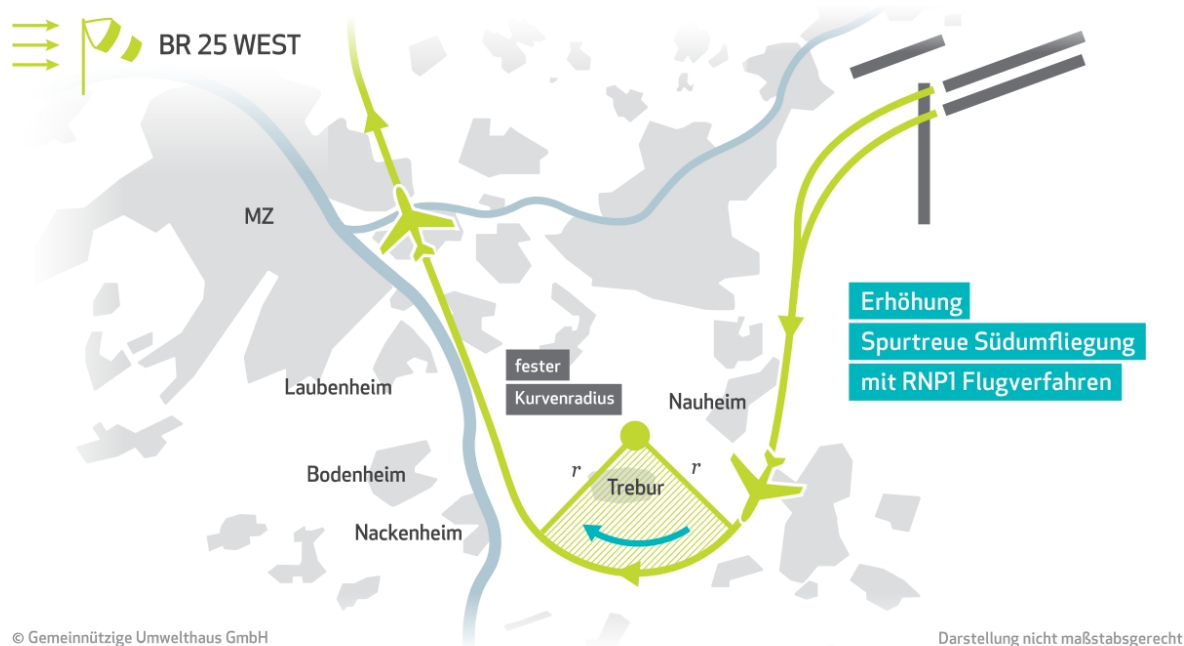 BR 25 WEST
MZ
Erhöhung
Spurtreue Südumfliegung
mit RNP1 Flugverfahren
fester
Kurvenradius
Laubenheim
Nauheim
Bodenheim
r
r
Trebur
Nackenheim
© Gemeinnützige Umwelthaus GmbH
Darstellung nicht maßstabsgerecht